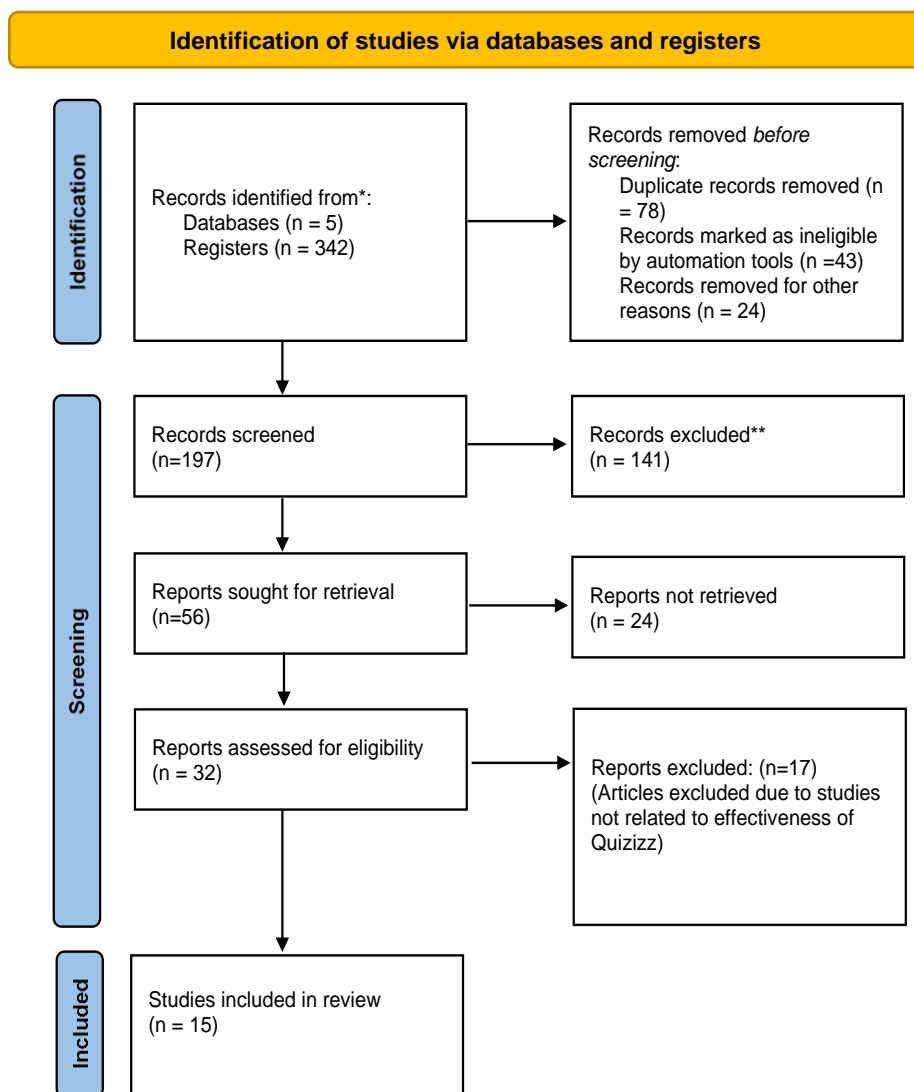 Identification of studies via databases and registers
Identification
Records identified from*:
Databases (n = 5)
Registers (n = 342)
Records removed before
screening:
Duplicate records removed (n
= 78)
Records marked as ineligible
by automation tools (n =43)
Records removed for other
reasons (n = 24)
Screening
Records screened
(n=197)
Records excluded**
(n = 141)
Reports sought for retrieval
(n=56)
Reports not retrieved
(n = 24)
Reports assessed for eligibility
(n = 32)
Reports excluded: (n=17)
(Articles excluded due to studies
not related to effectiveness of
Quizizz)
Included
Studies included in review
(n = 15)